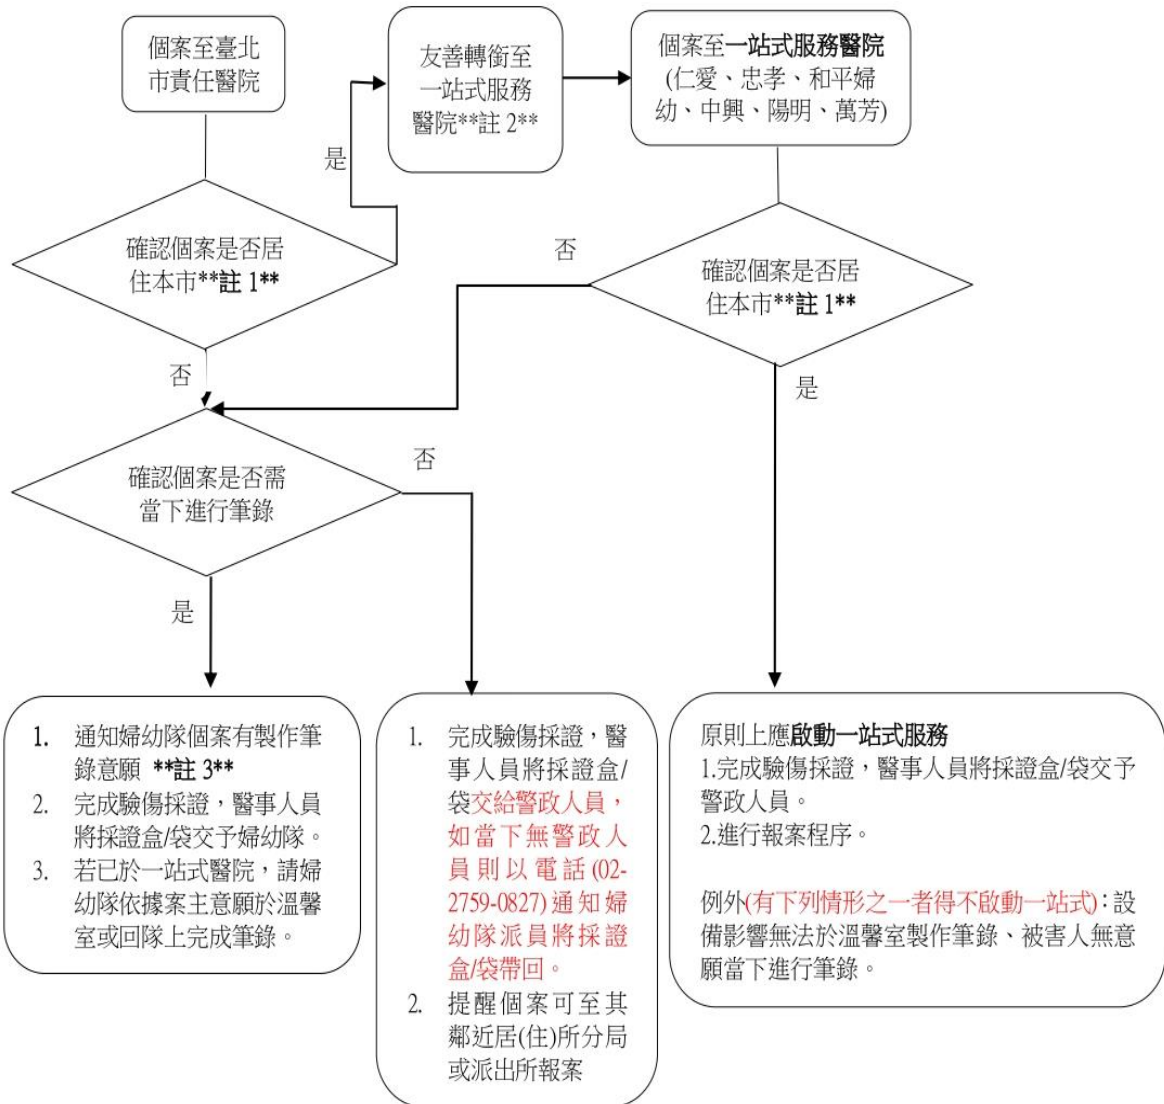 個案至臺北
市責任醫院
友善轉銜至
一站式服務
醫院**註 2**
個案至一站式服務醫院
(仁愛、忠孝、和平婦
幼、中興、陽明、萬芳)
是
確認個案是否居
住本市**註 1**
否
確認個案是否居
住本市**註 1**
否
是
確認個案是否需
當下進行筆錄
否
是
1. 通知婦幼隊個案有製作筆
錄意願 **註 3**
2. 完成驗傷採證，醫事人員
將採證盒/袋交予婦幼隊。
3. 若已於一站式醫院，請婦
幼隊依據案主意願於溫馨
室或回隊上完成筆錄。
1. 完成驗傷採證，醫
事人員將採證盒/
袋交給警政人員，
如當下無警政人
員則以電話(02-
2759-0827)通知婦
幼隊派員將採證
盒/袋帶回。
2. 提醒個案可至其
鄰近居(住)所分局
或派出所報案
原則上應啟動一站式服務
1.完成驗傷採證，醫事人員將採證盒/袋交予
警政人員。
2.進行報案程序。
例外(有下列情形之一者得不啟動一站式)：設
備影響無法於溫馨室製作筆錄、被害人無意
願當下進行筆錄。